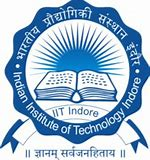 भारतीय प्रौद्योगिकी संस्थान इंदौर
Indian Institute of Technology Indore
IIT Indore
ज्ञानम् सर्वजनहिताय